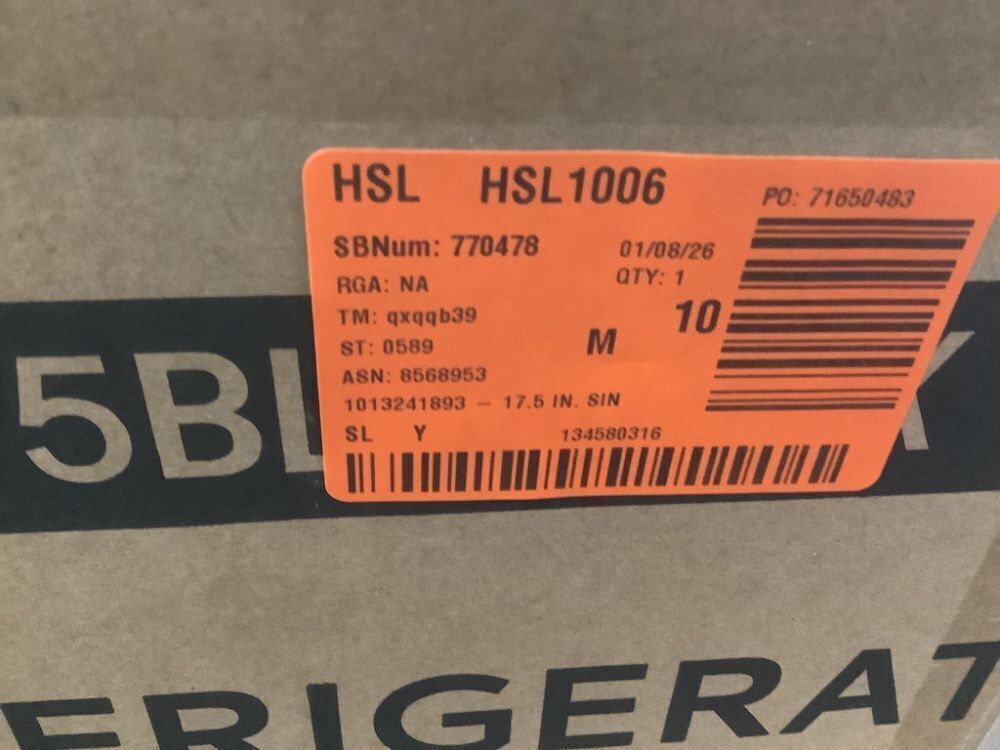 HSL HSL1006 PO: 71650483
SBNum: 770478 01/08/26
RGA: NA QTY: 1
TM: qxqqb39 10
ST: 0589 M
ASN: 8568953
1013241893 - 17.5 IN. SIN
SL Y 134580316
5BL K
FRIGERAT